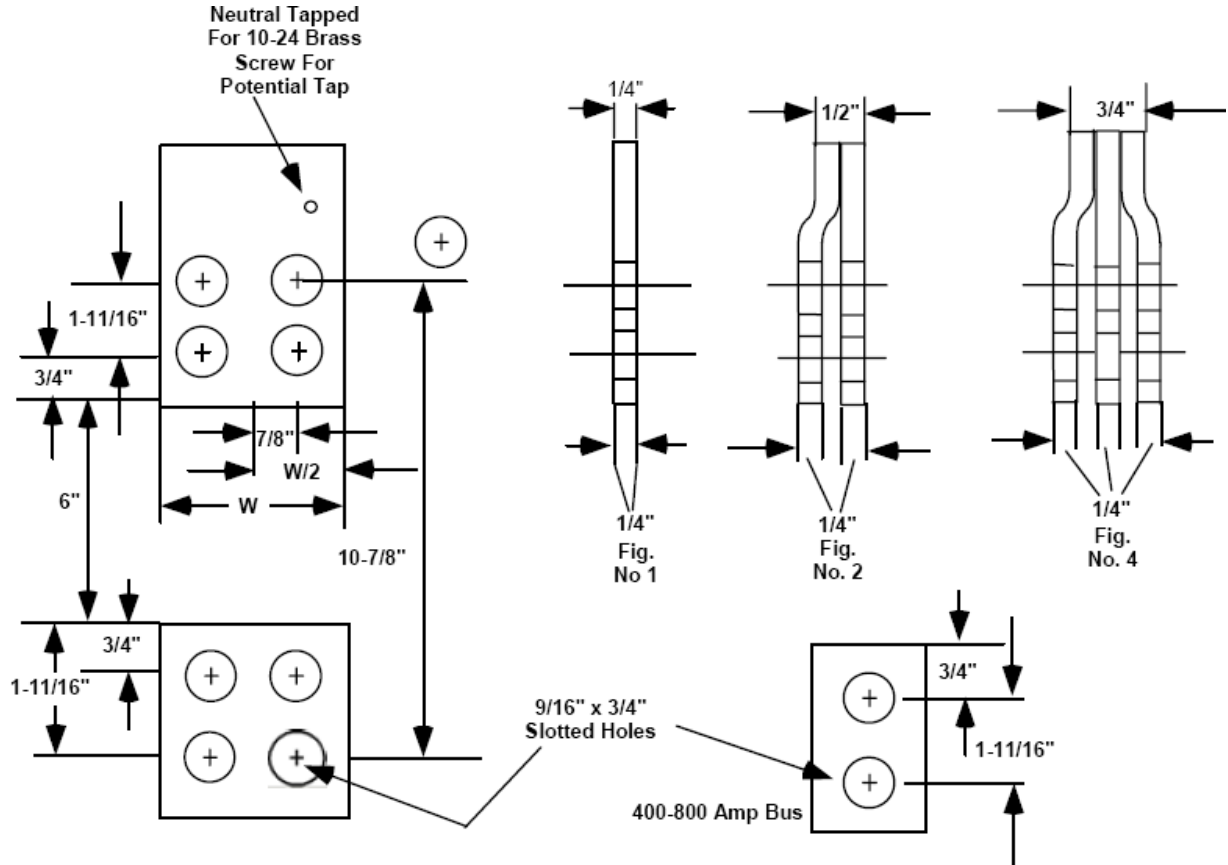 Neutral Tapped
For 10-24 Brass
Screw For
Potential Tap
1-11/16"
3/4"
7/8"
W/2
W
6"
10-7/8"
3/4"
1-11/16"
9/16" x 3/4"
Slotted Holes
1/4"
1/4"
Fig.
No 1
1/2"
1/4"
Fig.
No. 2
3/4"
1/4"
Fig.
No. 4
3/4"
1-11/16"
400-800 Amp Bus